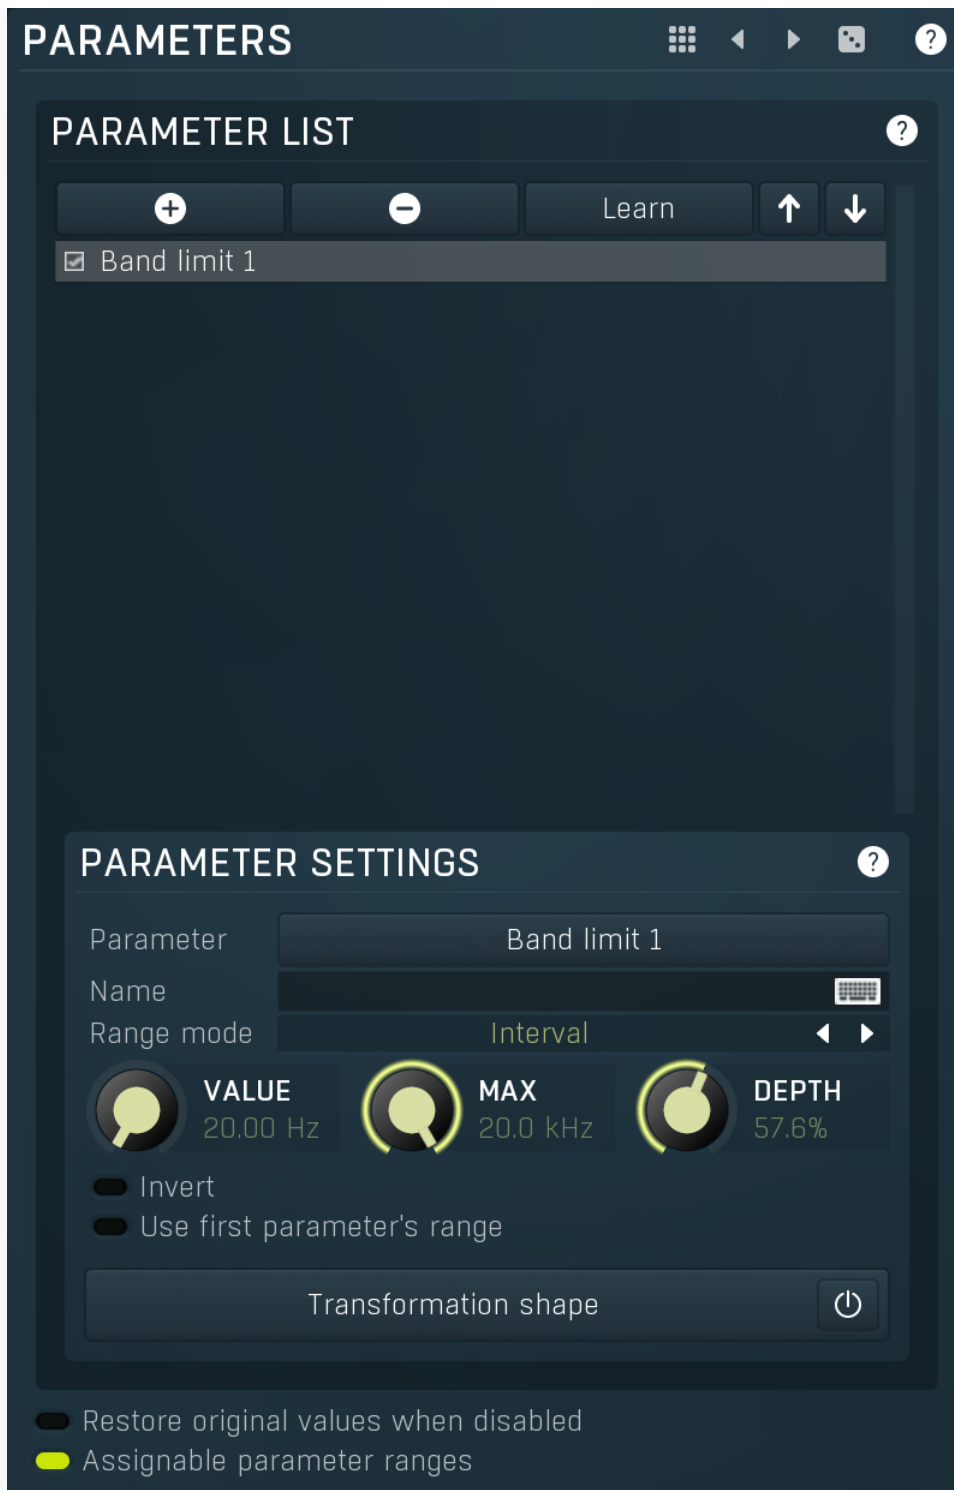 PARAMETERS
?
PARAMETER LIST
?
Learn
Band limit 1
PARAMETER SETTINGS
?
Parameter Band limit 1
Name
Range mode Interval
VALUE MAX DEPTH
20.00 Hz 20.0 kHz 57.6%
Invert
Use first parameter's range
Transformation shape
Restore original values when disabled
Assignable parameter ranges